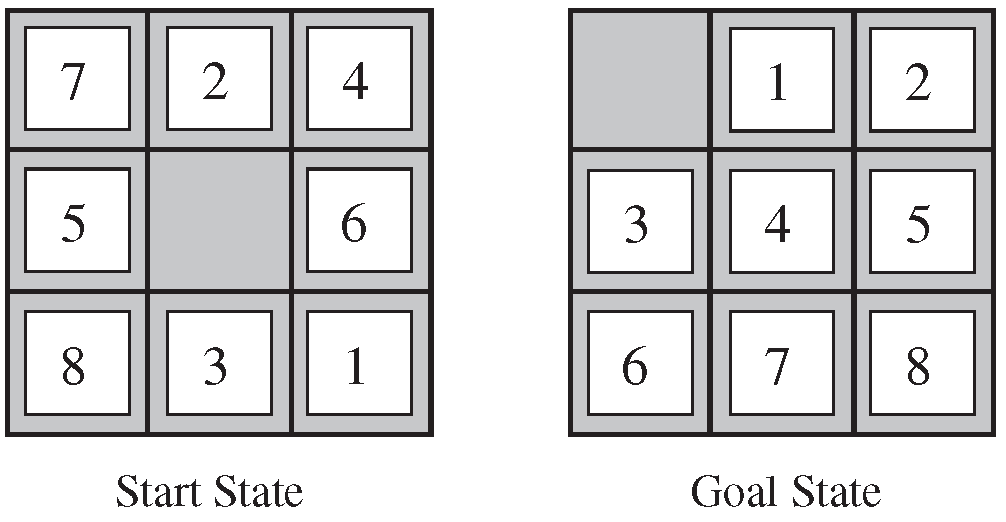 7 2 4
5 6
8 3 1
Start State
1 2
3 4 5
6 7 8
Goal State